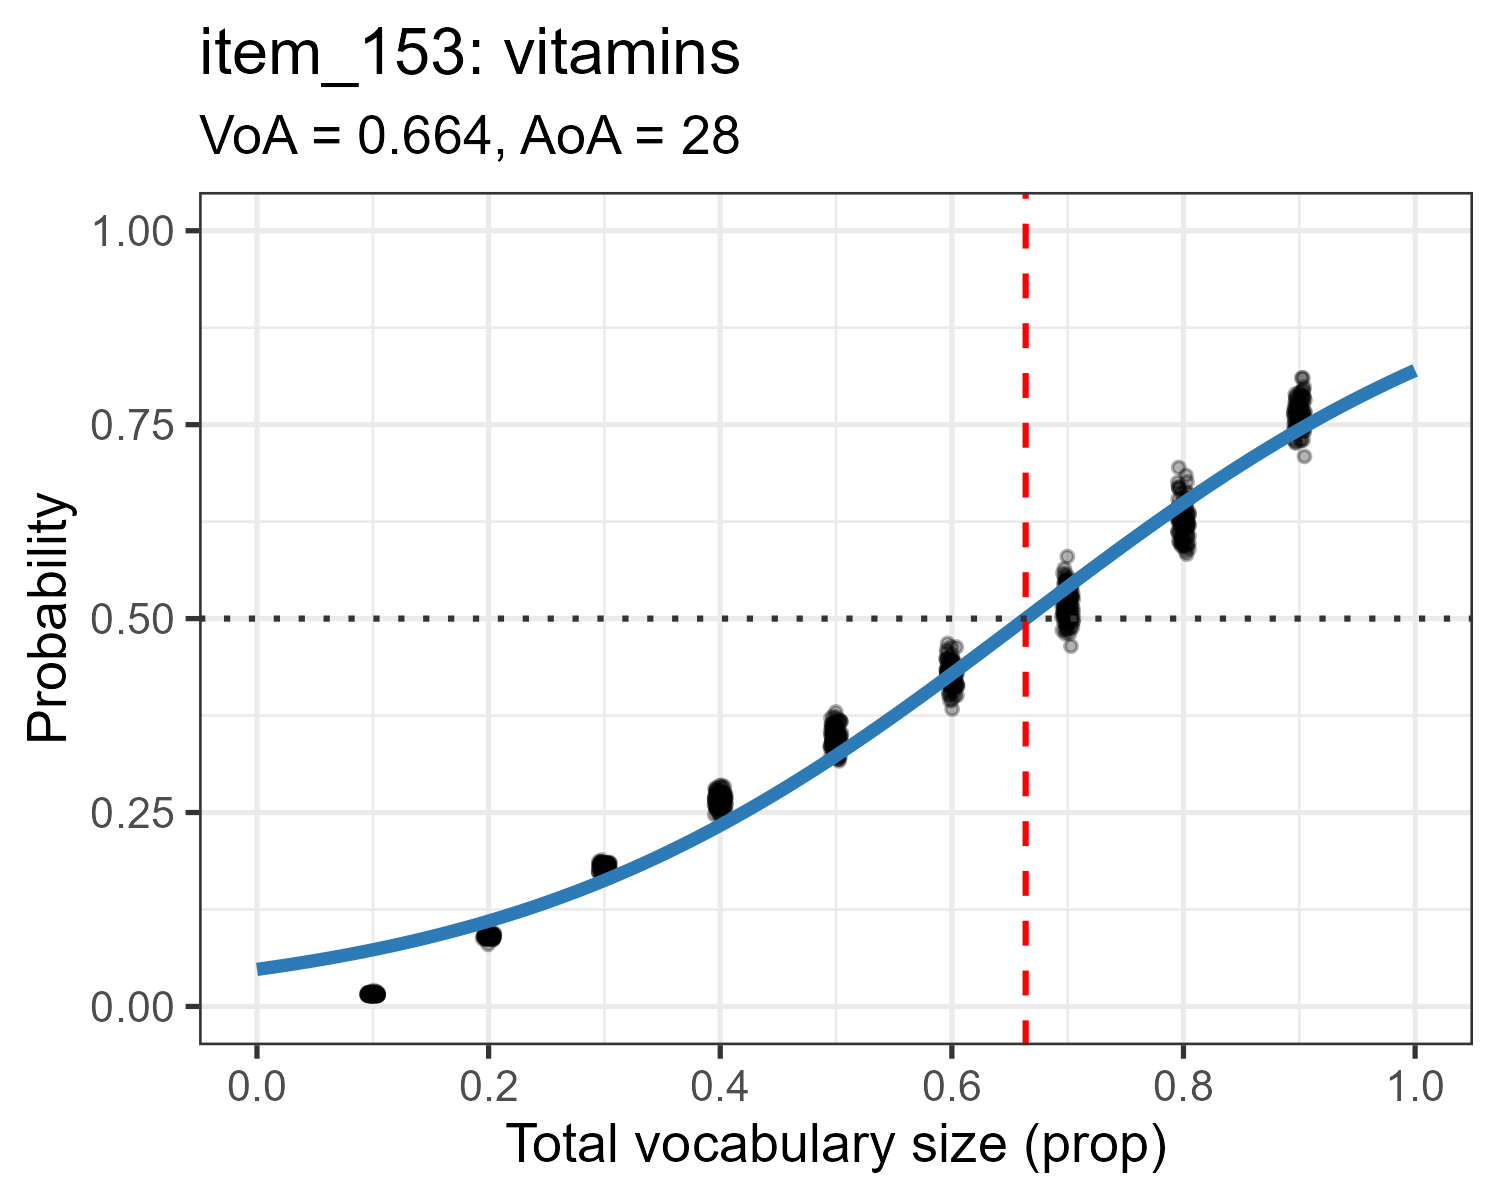 item_153: vitamins
VoA = 0.664, AoA = 28
1.00
0.75
0.50
0.25
0.00
Probability
0.0 0.2 0.4 0.6 0.8 1.0
Total vocabulary size (prop)